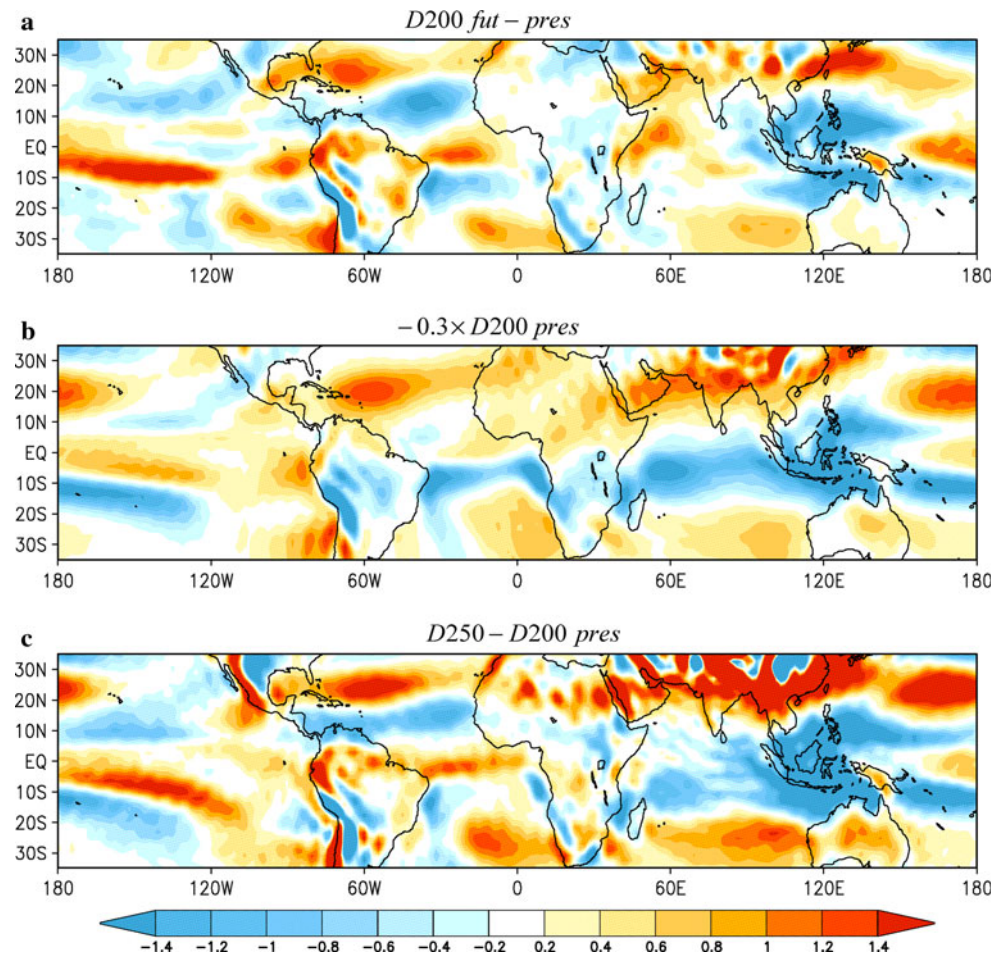 a D200 fut – pres
30N
20N
10N
EQ
10S
20S
30S
180 120W 60W 0 60E 120E 180
b – 0.3× D200 pres
30N
20N
10N
EQ
10S
20S
30S
180 120W 60W 0 60E 120E 180
c D250 – D200 pres
30N
20N
10N
EQ
10S
20S
30S
180 120W 60W 0 60E 120E 180
−1.4 −1.2 −1 −0.8 −0.6 −0.4 −0.2 0.2 0.4 0.6 0.8 1 1.2 1.4